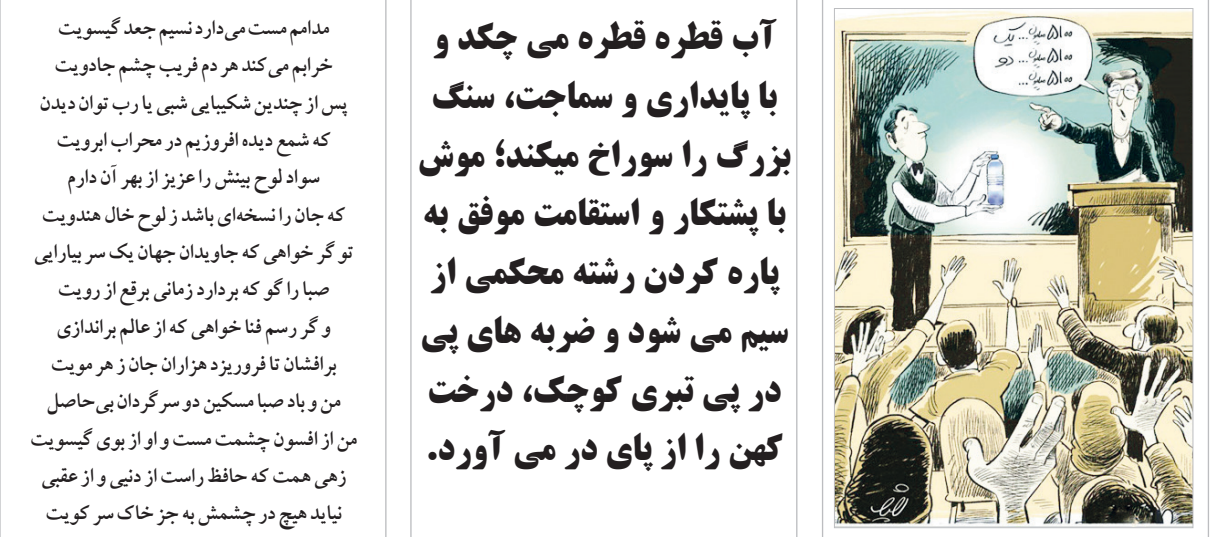 ۵۱۰۰ میلیون... یک
۵۱۰۰ میلیون... دو
۵۱۰۰ میلیون...
آب قطره قطره می چکد و
با پایداری و سماجت، سنگ
بزرگ را سوراخ میکند؛ موش
با پشتکار و استقامت موفق به
پاره کردن رشته محکمی از
سیم می شود و ضربه های پی
در پی تبری کوچک، درخت
کهن را از پای در می آورد.
مدامم مست می‌دارد نسیم جعد گیسویت
خرابم می‌کند هر دم فریب چشم جادویت
پس از چندین شکیبایی شبی یا رب توان دیدن
که شمع دیده افروزیم در محراب ابرویت
سواد لوح بینش را عزیز از بهر آن دارم
که جان را نسخه‌ای باشد ز لوح خال هندویت
تو گر خواهی که جاویدان جهان یک سر بیارایی
صبا را گو که بردارد زمانی برقع از رویت
و گر رسم فنا خواهی که از عالم براندازی
برافشان تا فروریزد هزاران جان ز هر مویت
من و باد صبا مسکین دو سرگردان بی‌حاصل
من از افسون چشمت مست و او از بوی گیسویت
زهی همت که حافظ راست از دنیی و از عقبی
نیاید هیچ در چشمش به جز خاک سر کویت